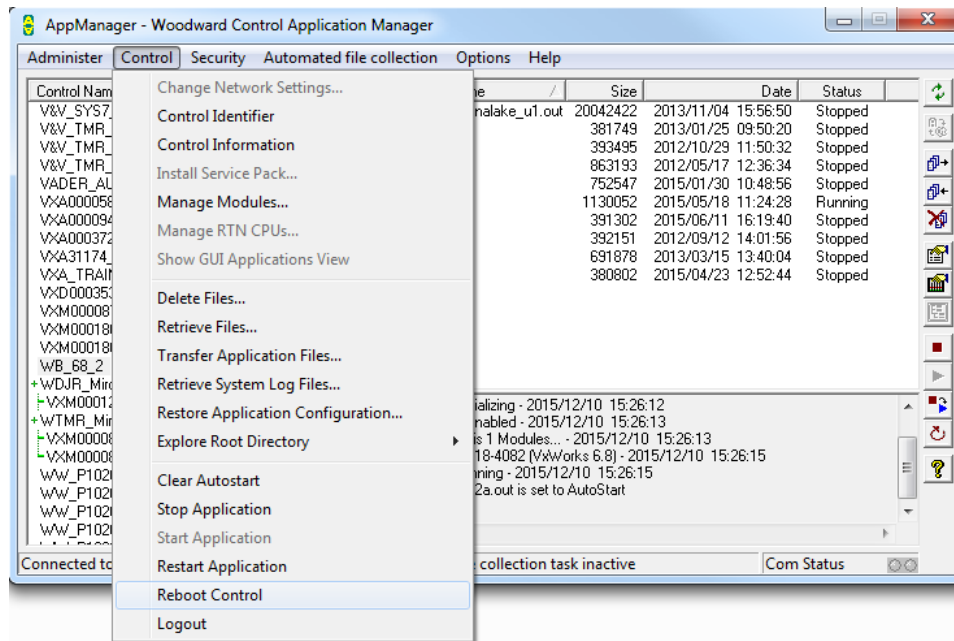 AppManager - Woodward Control Application Manager
Administer Control Security Automated file collection Options Help
Control Nam
V&V_SYS7_
V&V_TMR_
V&V_TMR_
V&V_TMR_
VADER_AU
VXA000058
VXA000094
VXA000372
VXA31174_
VXA_TRAI
VXD000353
VXM000087
VXM000180
VXM000180
WB_68_2
WDJR_Miro
VXM00012
WTMR_Mir
VXM00008
VXM00008
WW_P102
WW_P102
WW_P102
WW_P102
Change Network Settings...
Control Identifier
Control Information
Install Service Pack...
Manage Modules...
Manage RTN CPUs...
Show GUI Applications View
Delete Files...
Retrieve Files...
Transfer Application Files...
Retrieve System Log Files...
Restore Application Configuration...
Explore Root Directory
Clear Autostart
Stop Application
Start Application
Restart Application
Reboot Control
Logout
Size Date Status
nalake_u1.out 20042422 2013/11/04 15:56:50 Stopped
381749 2013/01/25 09:50:20 Stopped
393495 2012/10/29 11:50:32 Stopped
863193 2012/05/17 12:36:34 Stopped
752547 2015/01/30 10:48:56 Stopped
1130052 2015/05/18 11:24:28 Running
391302 2015/06/11 16:19:40 Stopped
392151 2012/09/12 14:01:56 Stopped
691878 2013/03/15 13:40:04 Stopped
380802 2015/04/23 12:52:44 Stopped
ializing - 2015/12/10 15:26:12
nabled - 2015/12/10 15:26:13
is 1 Modules... - 2015/12/10 15:26:13
18-4082 (VxWorks 6.8) - 2015/12/10 15:26:15
nning - 2015/12/10 15:26:15
2a.out is set to AutoStart
Connected to
collection task inactive
Com Status